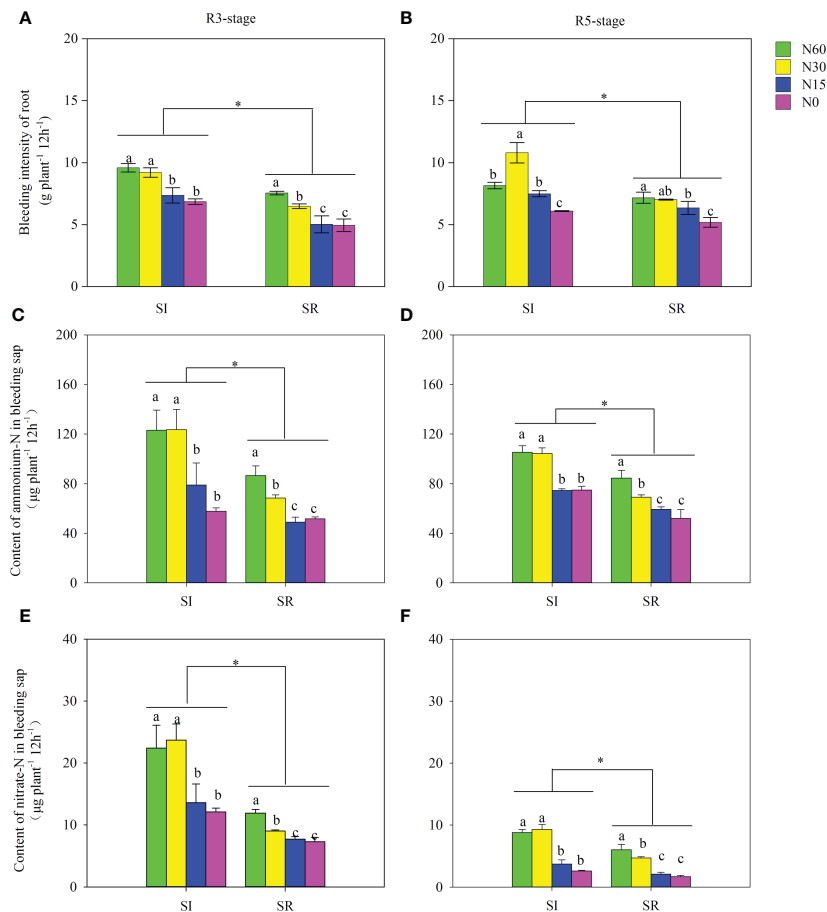 A
R3-stage
B
R5-stage
N60
N30
N15
N0
Bleeding intensity of root
(g plant⁻¹ 12h⁻¹)
20
15
10
5
0
a
a
b
b
a
b
c
c
*
SI
SR
20
15
10
5
0
b
a
b
c
a
ab
b
c
*
SI
SR
C
Content of ammonium-N in bleeding sap
(μg plant⁻¹ 12h⁻¹)
200
160
120
80
40
0
a
a
b
b
a
b
c
c
*
SI
SR
D
200
160
120
80
40
0
a
a
b
b
a
b
c
c
*
SI
SR
E
Content of nitrate-N in bleeding sap
(μg plant⁻¹ 12h⁻¹)
40
30
20
10
0
a
a
b
b
a
b
c
c
*
SI
SR
F
40
30
20
10
0
a
a
b
b
a
b
c
c
*
SI
SR